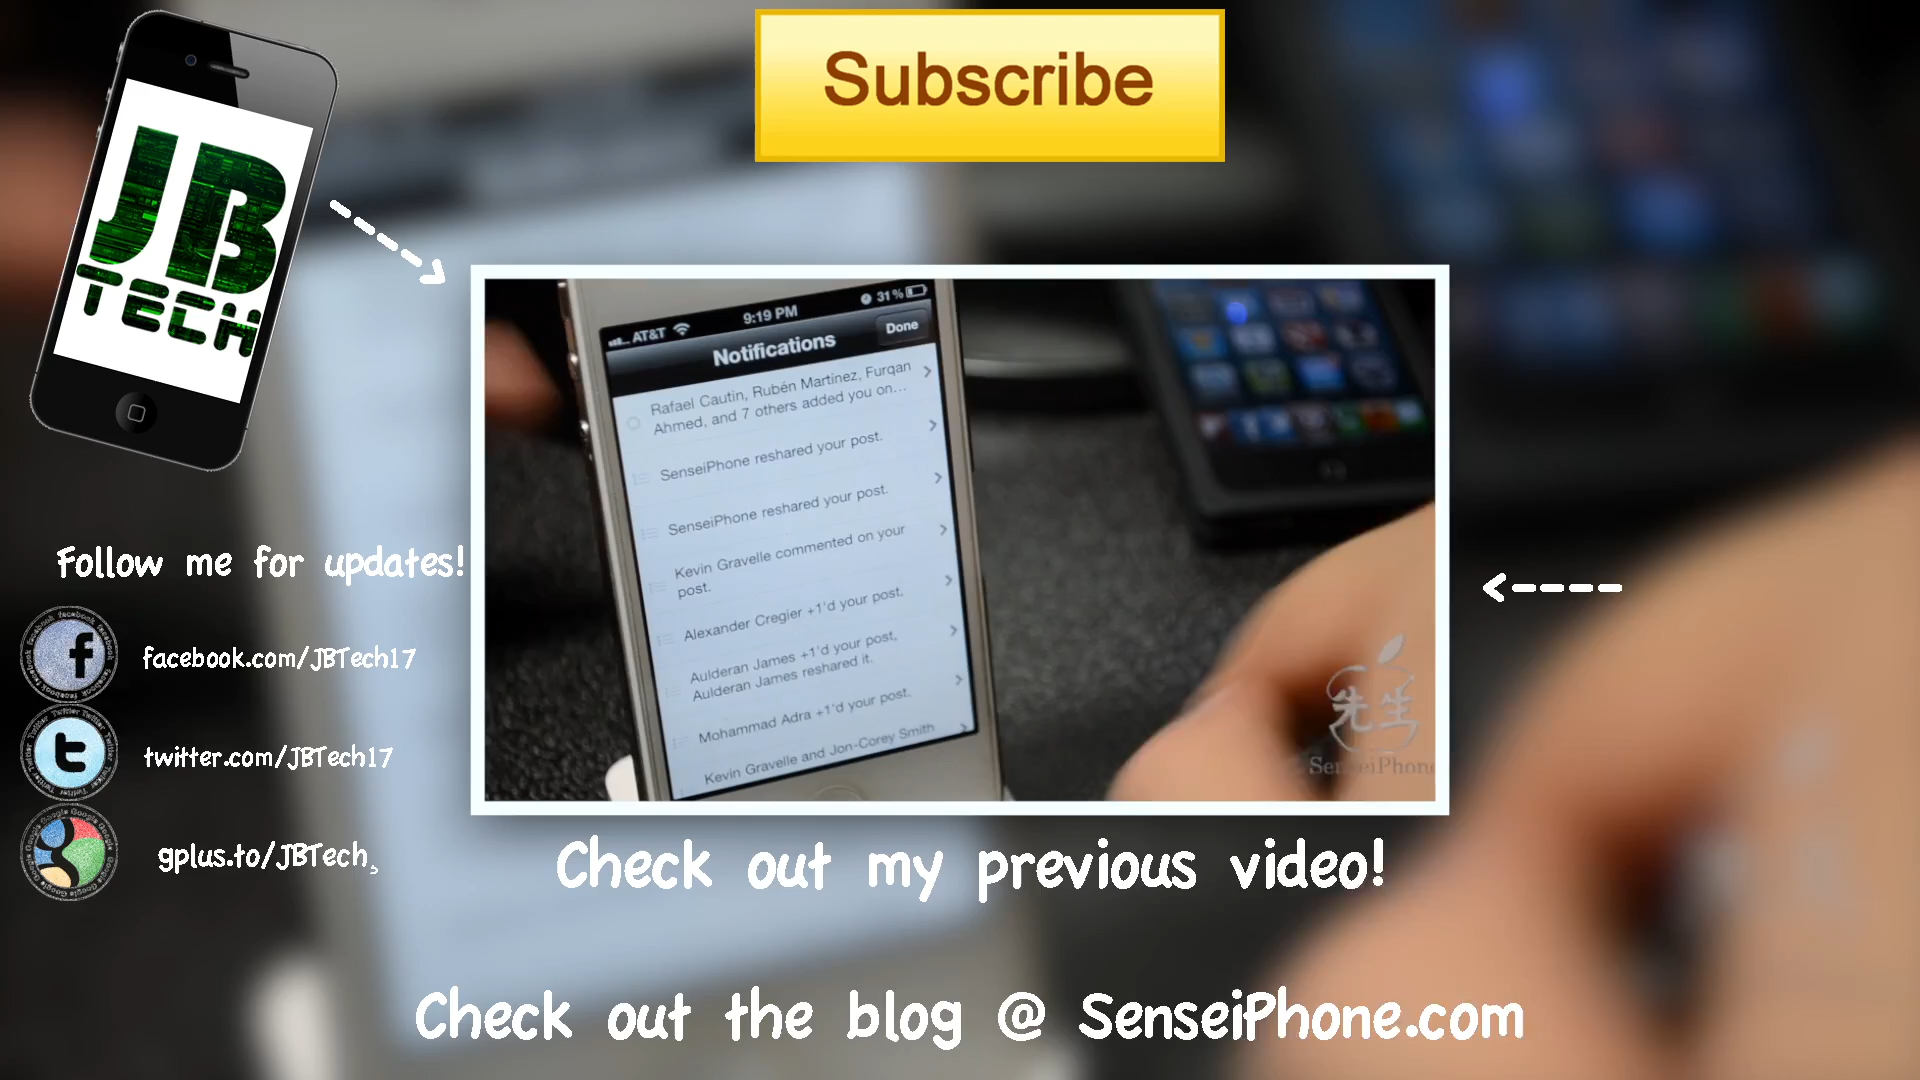 Subscribe
JB
TECH
AT&T 9:19 PM 31%
Notifications Done
Rafael Cautin, Rubén Martínez, Furqan
Ahmed, and 7 others added you on...
SenseiPhone reshared your post.
SenseiPhone reshared your post.
Kevin Gravelle commented on your
post.
Alexander Cregier +1'd your post.
Aulderan James +1'd your post,
Aulderan James reshared it.
Mohammad Adra +1'd your post.
Kevin Gravelle and Jon-Corey Smith
先生
SenseiPhone
Follow me for updates!
facebook.com/JBTech17
twitter.com/JBTech17
gplus.to/JBTech,
Check out my previous video!
Check out the blog @ SenseiPhone.com